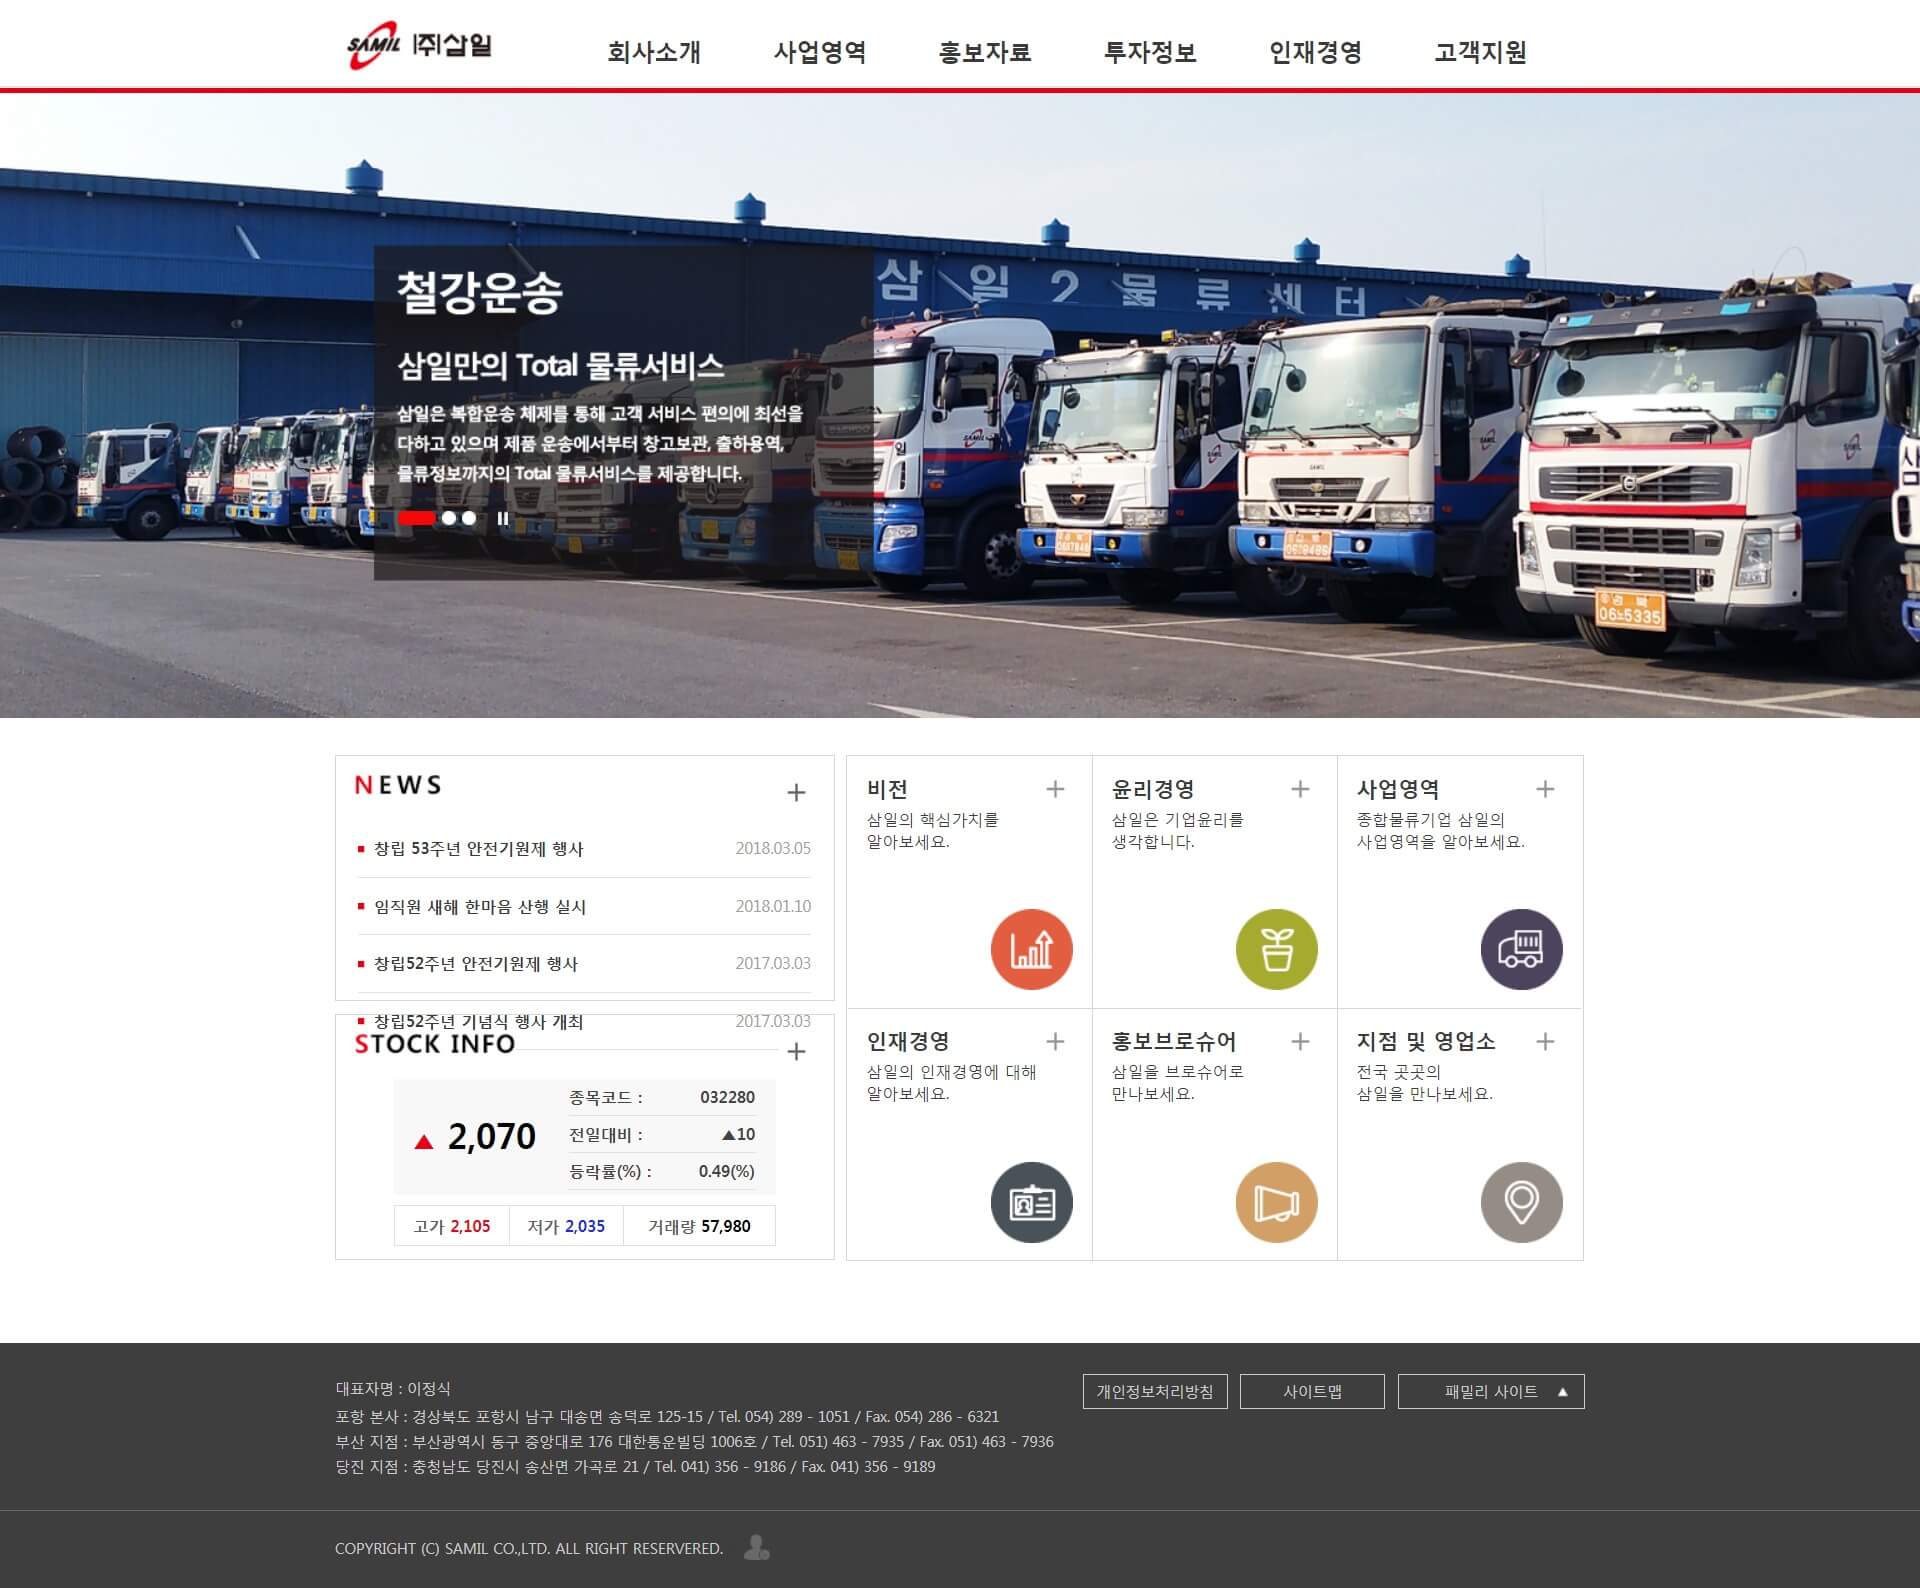 SAMIL ㈜삼일
회사소개 사업영역 홍보자료 투자정보 인재경영 고객지원
삼일2물류센터
철강운송
삼일만의 Total 물류서비스
삼일은 복합운송 체제를 통해 고객 서비스 편의에 최선을
다하고 있으며 제품 운송에서부터 창고보관, 출하용역,
물류정보까지의 Total 물류서비스를 제공합니다.
06노5335
NEWS
창립 53주년 안전기원제 행사 2018.03.05
임직원 새해 한마음 산행 실시 2018.01.10
창립52주년 안전기원제 행사 2017.03.03
창립52주년 기념식 행사 개최 2017.03.03
STOCK INFO
▲ 2,070
종목코드 : 032280
전일대비 : ▲10
등락률(%) : 0.49(%)
고가 2,105 저가 2,035 거래량 57,980
비전
삼일의 핵심가치를
알아보세요.
윤리경영
삼일은 기업윤리를
생각합니다.
사업영역
종합물류기업 삼일의
사업영역을 알아보세요.
인재경영
삼일의 인재경영에 대해
알아보세요.
홍보브로슈어
삼일을 브로슈어로
만나보세요.
지점 및 영업소
전국 곳곳의
삼일을 만나보세요.
대표자명 : 이정식
포항 본사 : 경상북도 포항시 남구 대송면 송덕로 125-15 / Tel. 054) 289 - 1051 / Fax. 054) 286 - 6321
부산 지점 : 부산광역시 동구 중앙대로 176 대한통운빌딩 1006호 / Tel. 051) 463 - 7935 / Fax. 051) 463 - 7936
당진 지점 : 충청남도 당진시 송산면 가곡로 21 / Tel. 041) 356 - 9186 / Fax. 041) 356 - 9189
개인정보처리방침 사이트맵 패밀리 사이트 ▲
COPYRIGHT (C) SAMIL CO.,LTD. ALL RIGHT RESERVERED.